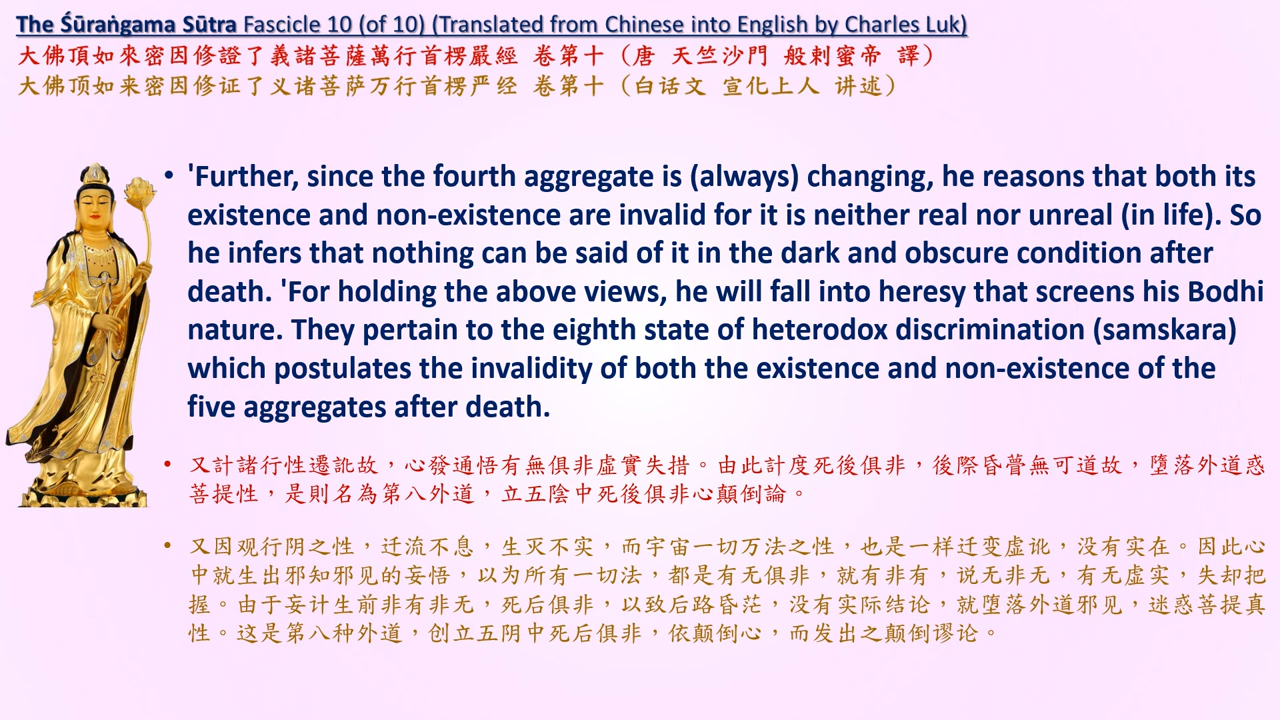 The Śūraṅgama Sūtra Fascicle 10 (of 10) (Translated from Chinese into English by Charles Luk)
大佛頂如來密因修證了義諸菩薩萬行首楞嚴經 卷第十 (唐 天竺沙門 般剌蜜帝 譯)
大佛顶如来密因修证了义诸菩萨万行首楞严经 卷第十 (白话文 宣化上人 讲述)
• 'Further, since the fourth aggregate is (always) changing, he reasons that both its
existence and non-existence are invalid for it is neither real nor unreal (in life). So
he infers that nothing can be said of it in the dark and obscure condition after
death. 'For holding the above views, he will fall into heresy that screens his Bodhi
nature. They pertain to the eighth state of heterodox discrimination (samskara)
which postulates the invalidity of both the existence and non-existence of the
five aggregates after death.
• 又計諸行性遷訛故，心發通悟有無俱非虛實失措。由此計度死後俱非，後際昏瞢無可道故，墮落外道惑
菩提性，是則名為第八外道，立五陰中死後俱非心顛倒論。
• 又因观行阴之性，迁流不息，生灭不实，而宇宙一切万法之性，也是一样迁变虚讹，没有实在。因此心
中就生出邪知邪见的妄悟，以为所有一切法，都是有无俱非，就有非有，说无非无，有无虚实，失却把
握。由于妄计生前非有非无，死后俱非，以致后路昏茫，没有实际结论，就堕落外道邪见，迷惑菩提真
性。这是第八种外道，创立五阴中死后俱非，依颠倒心，而发出之颠倒谬论。